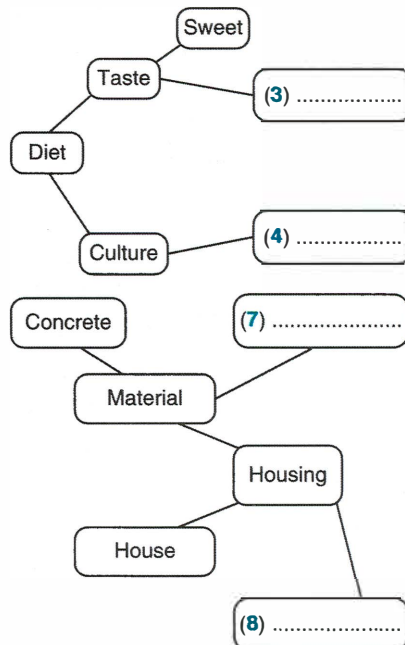 Sweet
Taste
(3) ...................
Diet
(4) ...................
Culture
Concrete
(7) .......................
Material
Housing
House
(8) .......................